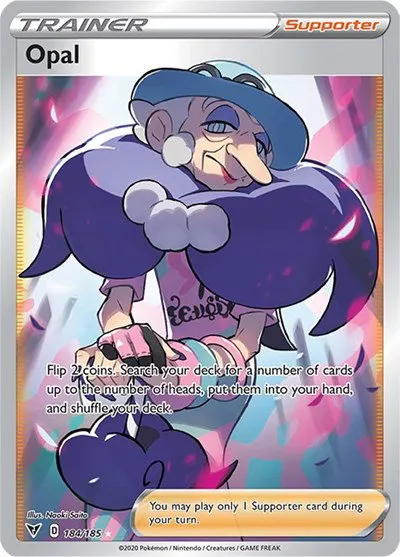 TRAINER
Supporter
Opal
Flip 2 coins. Search your deck for a number of cards
up to the number of heads, put them into your hand,
and shuffle your deck.
Illus. Naoki Saito
You may play only 1 Supporter card during
your turn.
D 184/185
©2020 Pokémon / Nintendo / Creatures / GAME FREAK